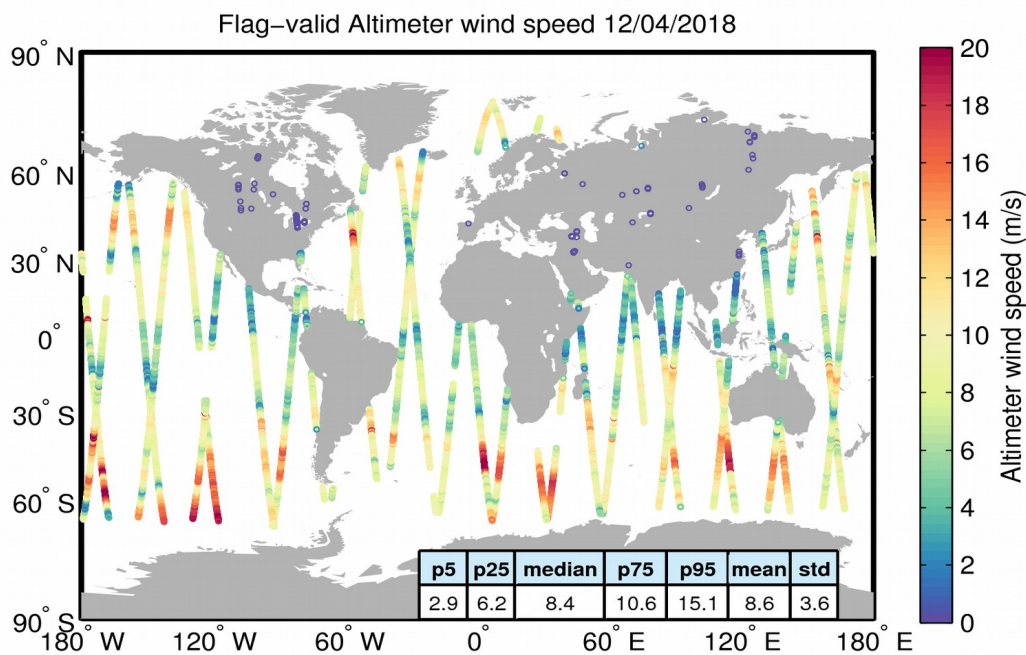 Flag−valid Altimeter wind speed 12/04/2018
90° N
60° N
30° N
0°
30° S
60° S
90° S
180° W
120° W
60° W
0°
60° E
120° E
180° E
p5 p25 median p75 p95 mean std
2.9 6.2 8.4 10.6 15.1 8.6 3.6
20
18
16
14
12
10
8
6
4
2
0
Altimeter wind speed (m/s)